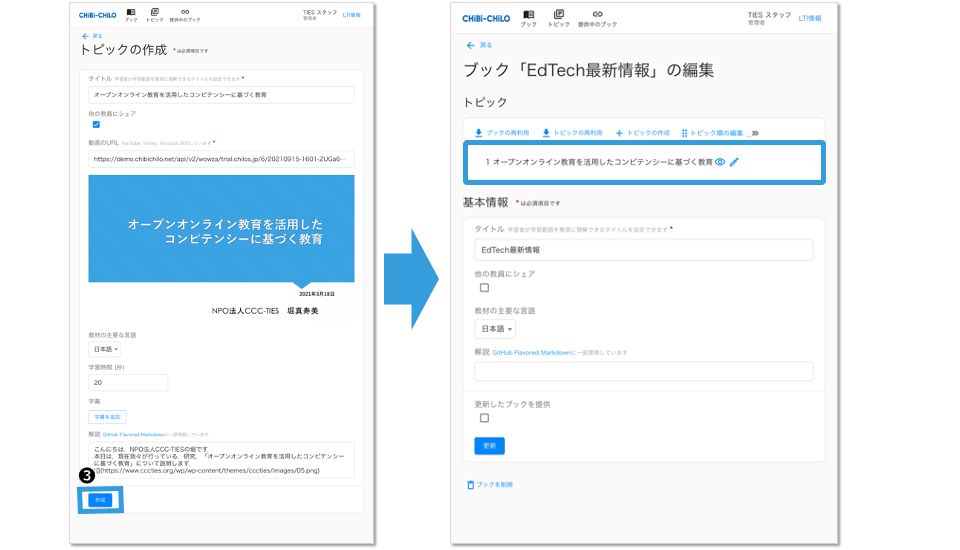 CHiBi-CHiLO
ブック
トピック
提供中のブック
TIES スタッフ
管理者
LTI情報
戻る
トピックの作成 * は必須項目です
タイトル 学習者が学習範囲を簡潔に理解できるタイトルを設定できます *
オープンオンライン教育を活用したコンピテンシーに基づく教育
他の教員にシェア
動画のURL YouTube, Vimeo, Wowzaに対応しています *
https://demo.chibichilo.net/api/v2/wowza/trial.chilos.jp/6/20210915-1601-ZUGa6…
オープンオンライン教育を活用した
コンピテンシーに基づく教育
2021年3月18日
NPO法人CCC-TIES 堀真寿美
教材の主要な言語
日本語
学習時間 (秒)
20
字幕
字幕を追加
解説 GitHub Flavored Markdownに一部準拠しています
こんにちは、NPO法人CCC-TIESの堀です
本日は、現在我々が行っている、研究、「オープンオンライン教育を活用したコンピテンシー
に基づく教育」について説明します。
![](https://www.cccties.org/wp/wp-content/themes/cccties/images/05.png)
❸
作成
CHiBi-CHiLO
ブック
トピック
提供中のブック
TIES スタッフ
管理者
LTI情報
戻る
ブック「EdTech最新情報」の編集
トピック
ブックの再利用
トピックの再利用
トピックの作成
トピック順の編集
1 オープンオンライン教育を活用したコンピテンシーに基づく教育
基本情報 * は必須項目です
タイトル 学習者が学習範囲を簡潔に理解できるタイトルを設定できます *
EdTech最新情報
他の教員にシェア
教材の主要な言語
日本語
解説 GitHub Flavored Markdownに一部準拠しています
更新したブックを提供
更新
ブックを削除